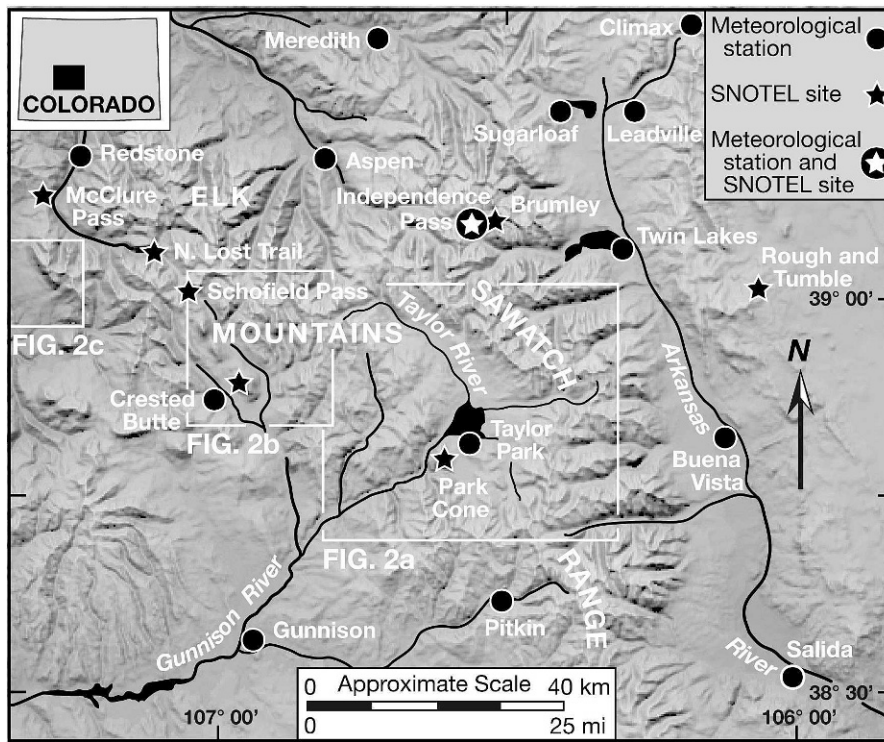 COLORADO
Meredith
Climax
Meteorological
station
SNOTEL site
Meteorological
station and
SNOTEL site
Sugarloaf
Leadville
Redstone
Aspen
McClure
Pass
ELK
Independence
Pass
Brumley
Twin Lakes
N. Lost Trail
Rough and
Tumble
Schofield Pass
39° 00'
FIG. 2c
MOUNTAINS
Taylor River
SAWATCH
N
Arkansas
Crested
Butte
FIG. 2b
Taylor
Park
Buena
Vista
Park
Cone
FIG. 2a
RANGE
Gunnison River
Gunnison
Pitkin
River
Salida
0 Approximate Scale 40 km
0 25 mi
38° 30'
107° 00'
106° 00'